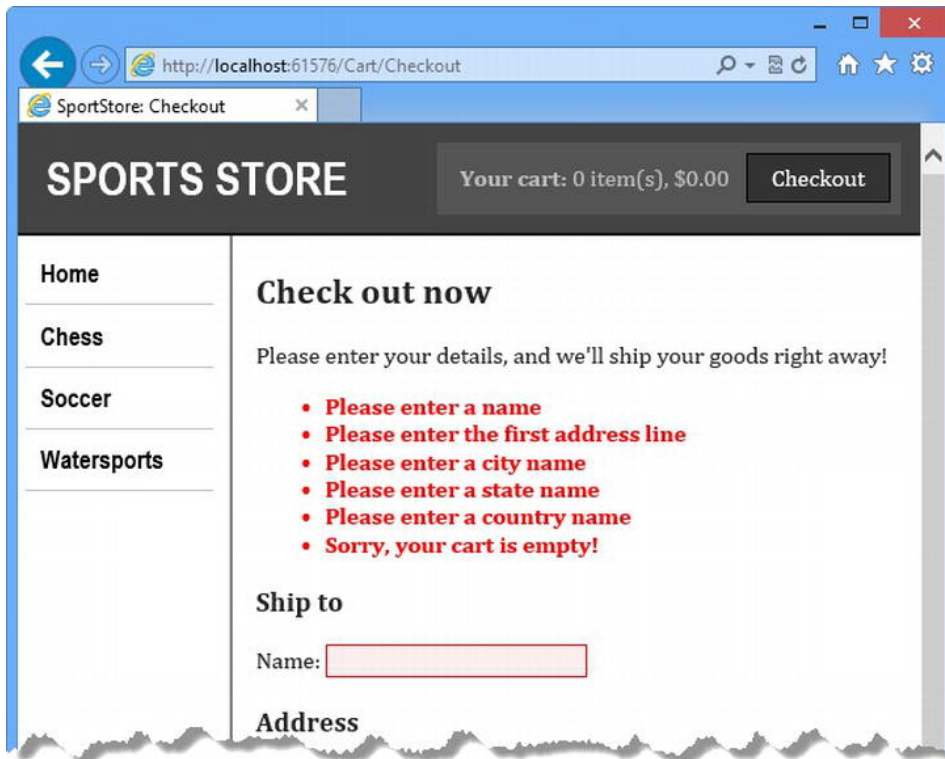 http://localhost:61576/Cart/Checkout
SportStore: Checkout
SPORTS STORE
Your cart: 0 item(s), $0.00
Checkout
Home
Chess
Soccer
Watersports
Check out now
Please enter your details, and we'll ship your goods right away!
• Please enter a name
• Please enter the first address line
• Please enter a city name
• Please enter a state name
• Please enter a country name
• Sorry, your cart is empty!
Ship to
Name:
Address